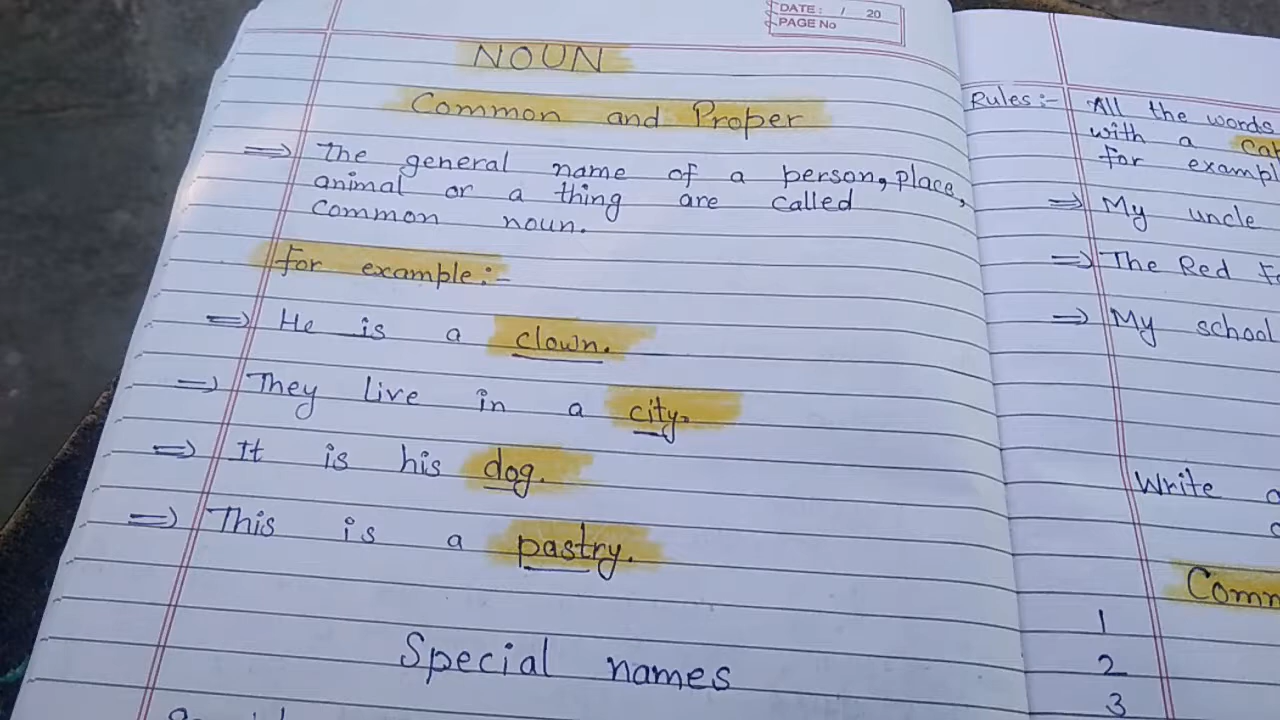 DATE: / 20
PAGE No
NOUN
Common and Proper
⇒ The general name of a person, place,
animal or a thing are called
common noun.
for example:-
⇒ He is a clown.
⇒ They live in a city.
⇒ It is his dog.
⇒ This is a pastry.
Special names
Rules:- All the words
with a
for exampl
⇒ My uncle
⇒ The Red
⇒ My school
Write
Comm
1
2
3